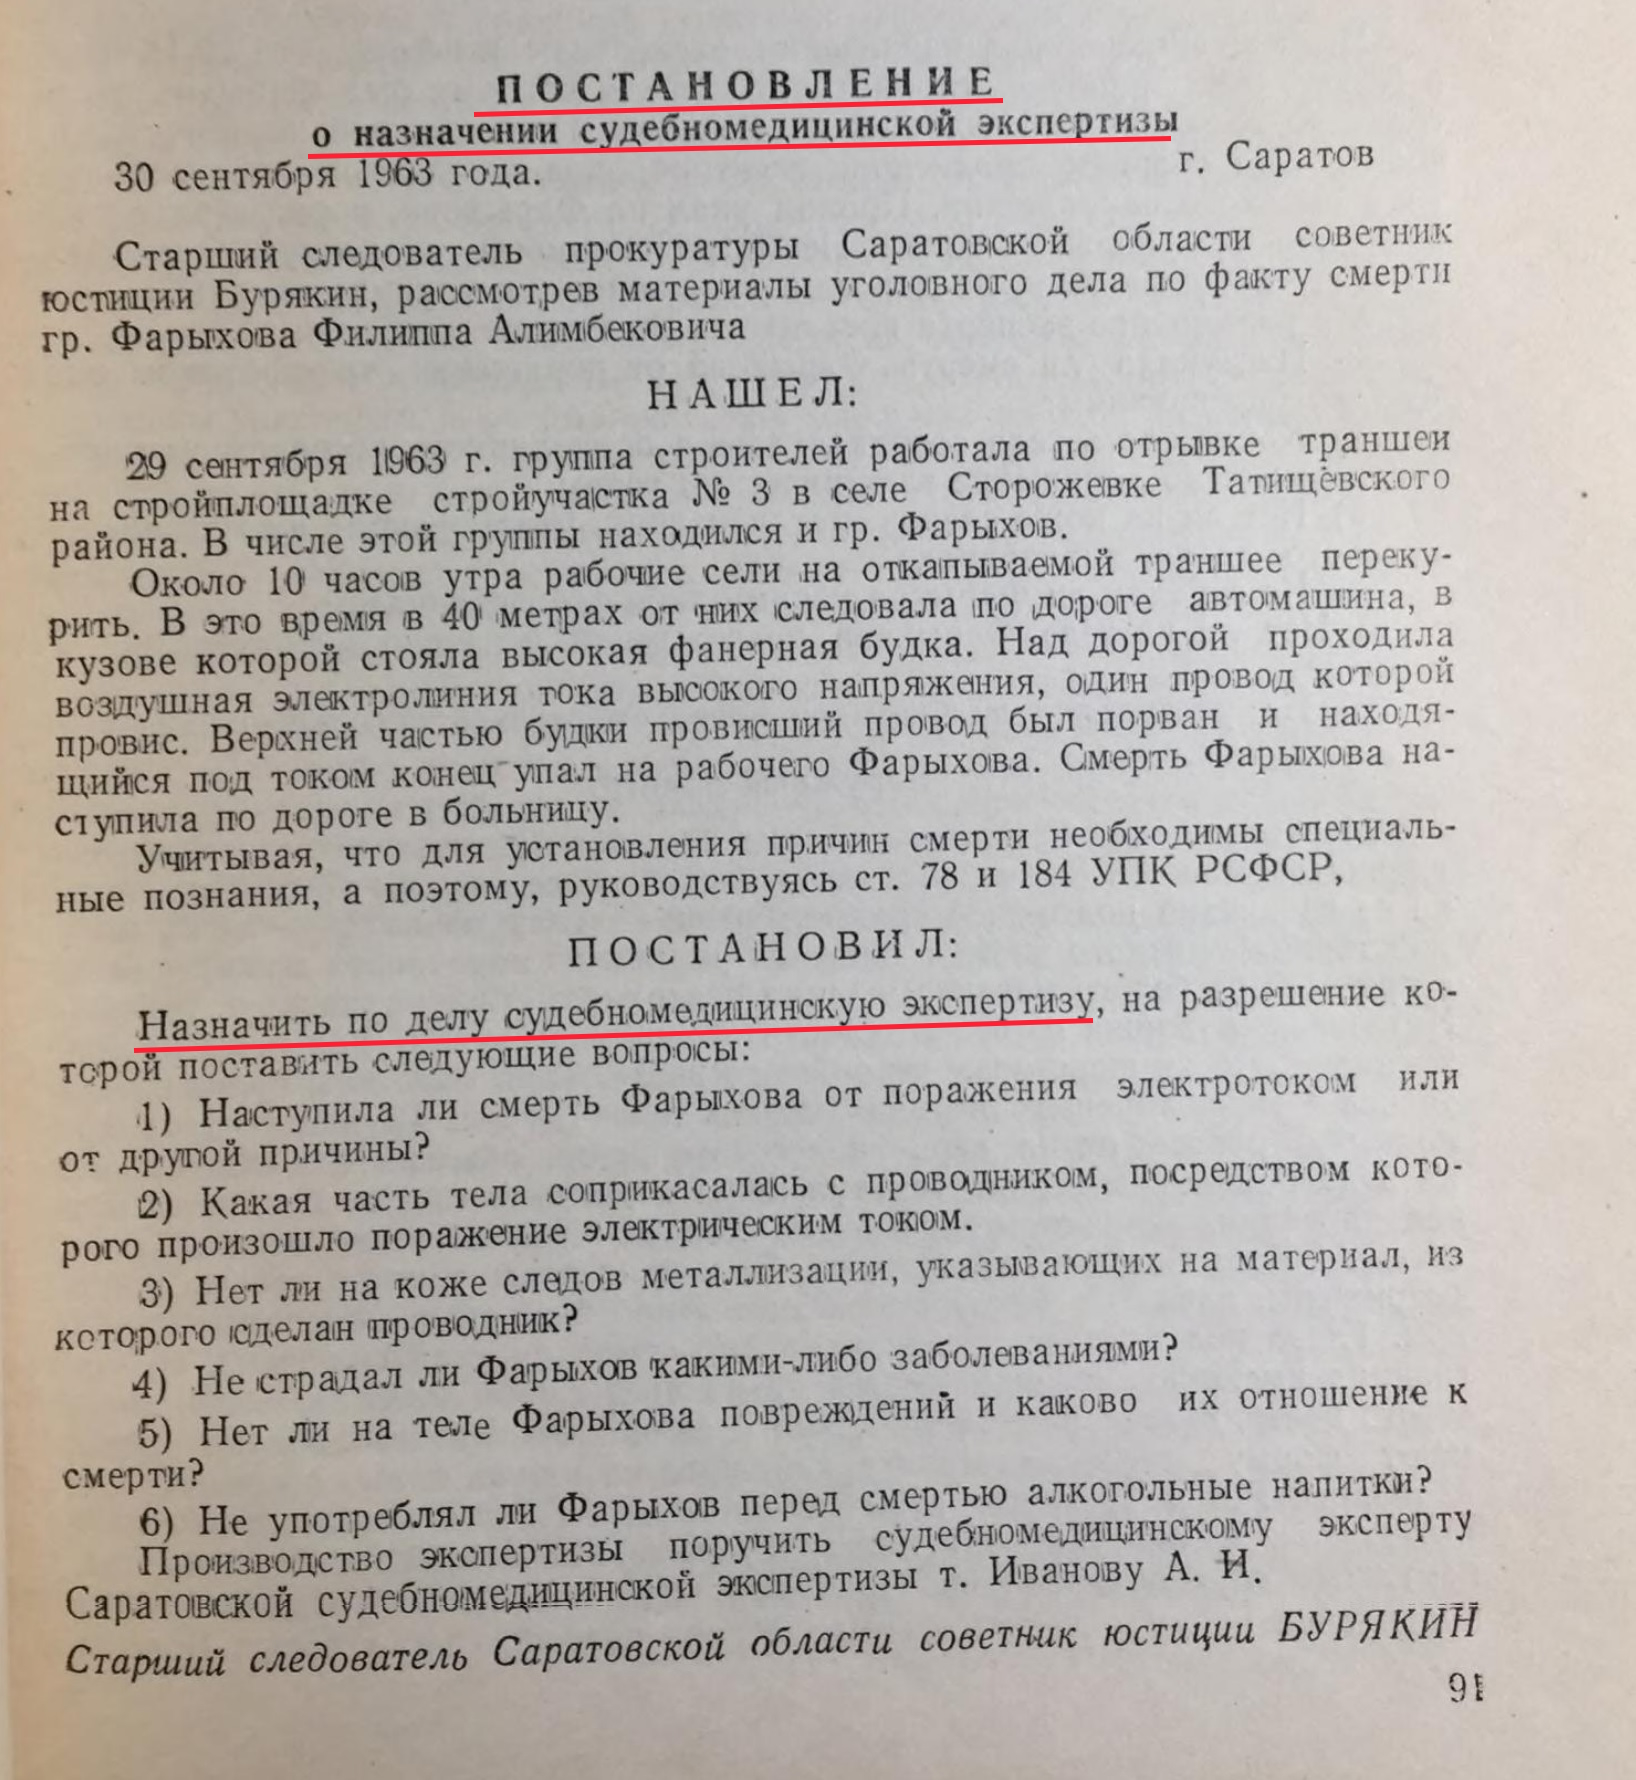 ПОСТАНОВЛЕНИЕ
о назначении судебномедицинской экспертизы
30 сентября 1963 года.
г. Саратов
Старший следователь прокуратуры Саратовской области советник
юстиции Бурякин, рассмотрев материалы уголовного дела по факту смерти
гр. Фарыхова Филиппа Алимбековича
НАШЕЛ:
29 сентября 1963 г. группа строителей работала по отрывке траншеи
на стройплощадке стройучастка № 3 в селе Сторожевке Татищевского
района. В числе этой группы находился и гр. Фарыхов.
Около 10 часов утра рабочие сели на откапываемой траншее переку-
рить. В это время в 40 метрах от них следовала по дороге автомашина, в
кузове которой стояла высокая фанерная будка. Над дорогой проходила
воздушная электролиния тока высокого напряжения, один провод которой
провис. Верхней частью будки провисший провод был порван и находя-
щийся под током конец упал на рабочего Фарыхова. Смерть Фарыхова на-
ступила по дороге в больницу.
Учитывая, что для установления причин смерти необходимы специаль-
ные познания, а поэтому, руководствуясь ст. 78 и 184 УПК РСФСР,
ПОСТАНОВИЛ:
Назначить по делу судебномедицинскую экспертизу, на разрешение ко-
торой поставить следующие вопросы:
1) Наступила ли смерть Фарыхова от поражения электротоком или
от другой причины?
2) Какая часть тела соприкасалась с проводником, посредством кото-
рого произошло поражение электрическим током.
3) Нет ли на коже следов металлизации, указывающих на материал, из
которого сделан проводник?
4) Не страдал ли Фарыхов какими-либо заболеваниями?
5) Нет ли на теле Фарыхова повреждений и каково их отношение к
смерти?
6) Не употреблял ли Фарыхов перед смертью алкогольные напитки?
Производство экспертизы поручить судебномедицинскому эксперту
Саратовской судебномедицинской экспертизы т. Иванову А. И.
Старший следователь Саратовской области советник юстиции БУРЯКИН
91